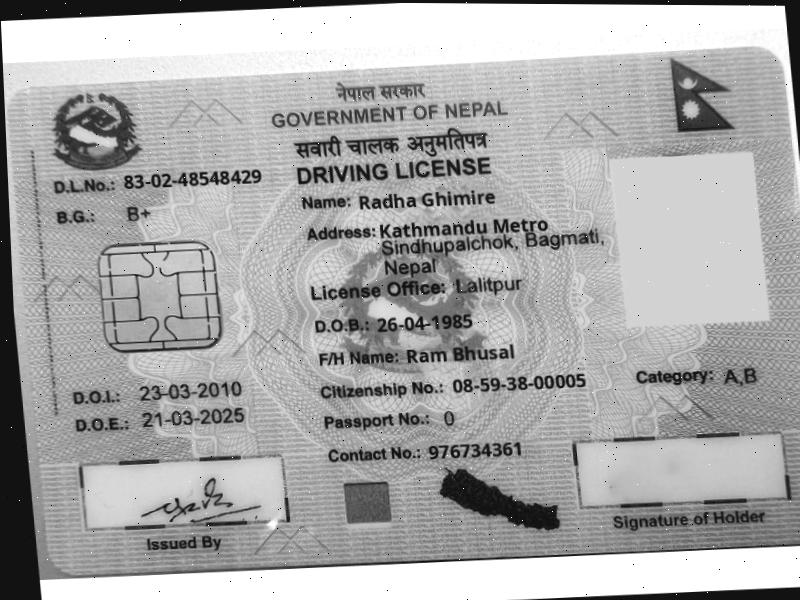 नेपाल सरकार
GOVERNMENT OF NEPAL
सवारी चालक अनुमतिपत्र
DRIVING LICENSE
D.L.No.: 83-02-48548429
B.G.: B+
Name: Radha Ghimire
Address: Kathmandu Metro
Sindhupalchok, Bagmati,
Nepal
License Office: Lalitpur
D.O.B.: 26-04-1985
F/H Name: Ram Bhusal
Citizenship No.: 08-59-38-00005
Category: A,B
D.O.I.: 23-03-2010
D.O.E.: 21-03-2025
Passport No.: 0
Contact No.: 976734361
Issued By
Signature of Holder